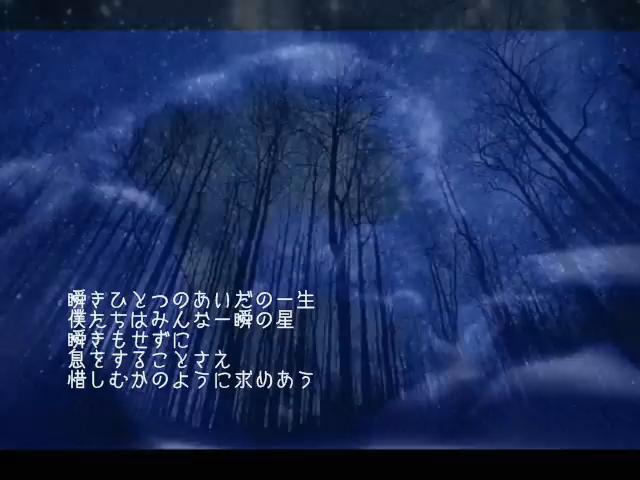 瞬きひとつのあいだの一生
僕たちはみんな一瞬の星
瞬きもせずに
息をすることさえ
惜しむかのように求めあう